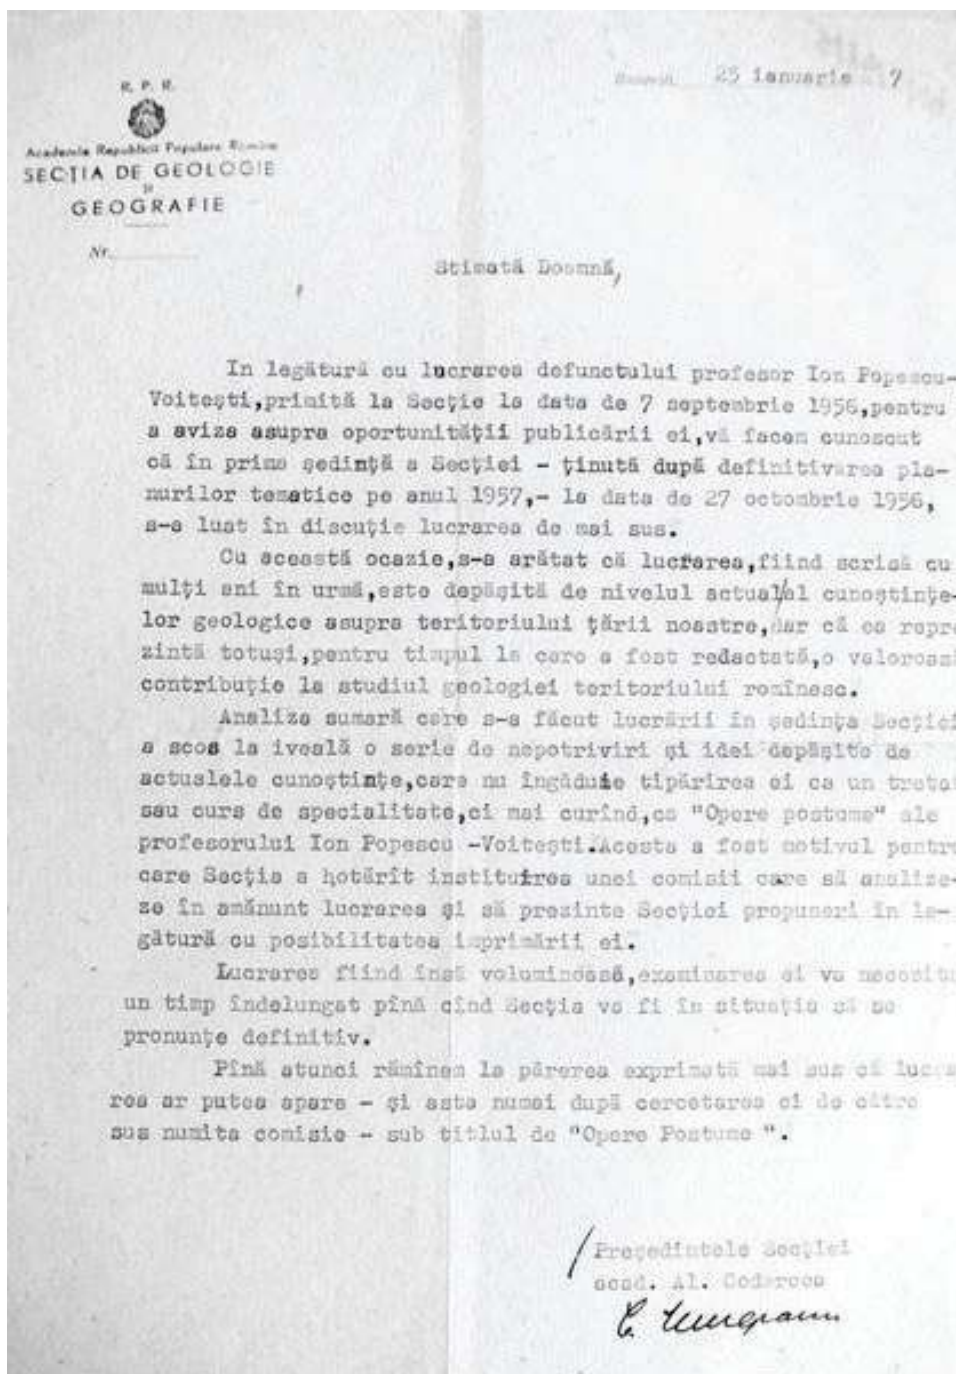 25 ianuarie 7
R. P. R.
Academia Republicii Populare Romîne
SECȚIA DE GEOLOGIE
ȘI
GEOGRAFIE
Nr.
Stimată Doamnă,
In legătură cu lucrarea defunctului profesor Ion Popescu-
Voitești,primită la Secție la data de 7 septembrie 1956,pentru
a aviza asupra oportunității publicării ei,vă facem cunoscut
că în prima ședință a Secției - ținută după definitivarea pla-
nurilor tematice pe anul 1957,- la data de 27 octombrie 1956,
s-a luat în discuție lucrarea de mai sus.
Cu această ocazie,s-a arătat că lucrarea,fiind scrisă cu
mulți ani în urmă,este depășită de nivelul actual/al cunoștințe-
lor geologice asupra teritoriului țării noastre,dar că ea repre
zintă totuși,pentru timpul la care a fost redactată,o valoroasă
contribuție la studiul geologiei teritoriului romînesc.
Analiza sumară care s-a făcut lucrării în ședința Secției
a scos la iveală o serie de nepotriviri și idei depășite de
actualele cunoștințe,care nu îngăduie tipărirea ei ca un tratat
sau curs de specialitate,ci mai curînd,ca "Opere postume" ale
profesorului Ion Popescu -Voitești.Acesta a fost motivul pentru
care Secția a hotărît instituirea unei comisii care să analize-
ze în amănunt lucrarea și să prezinte Secției propuneri în le-
gătură cu posibilitatea imprimării ei.
Lucrarea fiind însă voluminoasă,examinarea ei va necesita
un timp îndelungat pînă cînd Secția va fi în situația să se
pronunțe definitiv.
Pînă atunci rămînem la părerea exprimată mai sus că lucra
rea ar putea apare - și asta numai după cercetarea ei de către
sus numita comisie - sub titlul de "Opere Postume ".
Președintele Secției
acad. Al. Codarcea